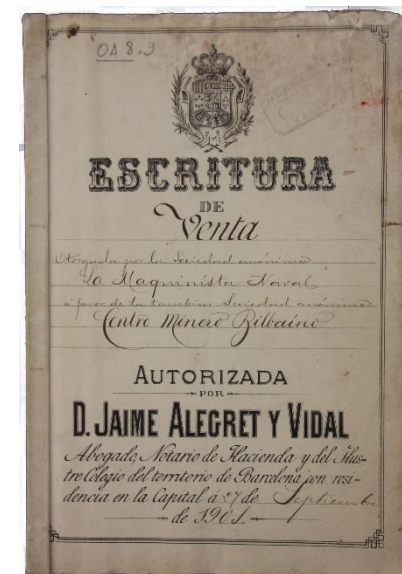 OA 8.9
ESCRITURA
DE
Venta
Otorgada por la Sociedad anónima
La Maquinista Naval
á favor de la tambien Sociedad anónima
Centro Minero Bilbaino
AUTORIZADA
POR
D. JAIME ALEGRET Y VIDAL
Abogado, Notario de Hacienda y del Ilus-
tre Colegio del territorio de Barcelona, con resi-
dencia en la Capital á 27 de Septiembre
de 1901.